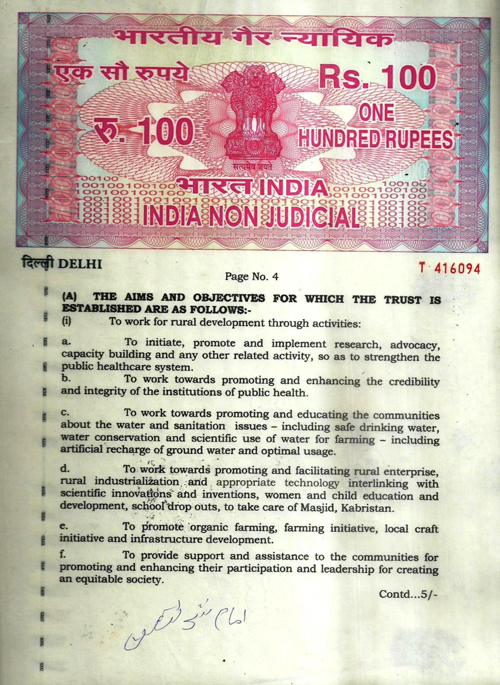 भारतीय गैर न्यायिक
एक सौ रुपये
Rs. 100
रु. 100
ONE
HUNDRED RUPEES
सत्यमेव जयते
भारत INDIA
INDIA NON JUDICIAL
दिल्ली DELHI
T 416094
Page No. 4
(A) THE AIMS AND OBJECTIVES FOR WHICH THE TRUST IS
ESTABLISHED ARE AS FOLLOWS:-
(i) To work for rural development through activities:
a. To initiate, promote and implement research, advocacy,
capacity building and any other related activity, so as to strengthen the
public healthcare system.
b. To work towards promoting and enhancing the credibility
and integrity of the institutions of public health.
c. To work towards promoting and educating the communities
about the water and sanitation issues – including safe drinking water,
water conservation and scientific use of water for farming – including
artificial recharge of ground water and optimal usage.
d. To work towards promoting and facilitating rural enterprise,
rural industrialization and appropriate technology interlinking with
scientific innovations and inventions, women and child education and
development, school drop outs, to take care of Masjid, Kabristan.
e. To promote organic farming, farming initiative, local craft
initiative and infrastructure development.
f. To provide support and assistance to the communities for
promoting and enhancing their participation and leadership for creating
an equitable society.
Contd...5/-